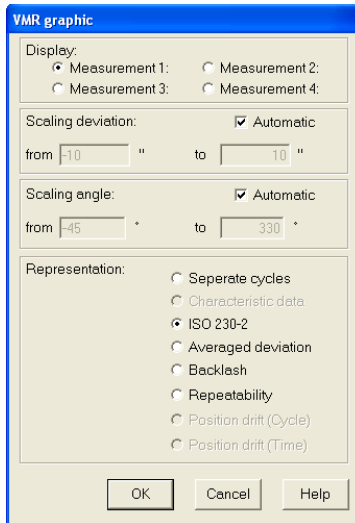 VMR graphic
Display:
Measurement 1: Measurement 2:
Measurement 3: Measurement 4:
Scaling deviation: Automatic
from -10 " to 10 "
Scaling angle: Automatic
from -45 ° to 330 °
Representation:
Seperate cycles
Characteristic data
ISO 230-2
Averaged deviation
Backlash
Repeatability
Position drift (Cycle)
Position drift (Time)
OK Cancel Help